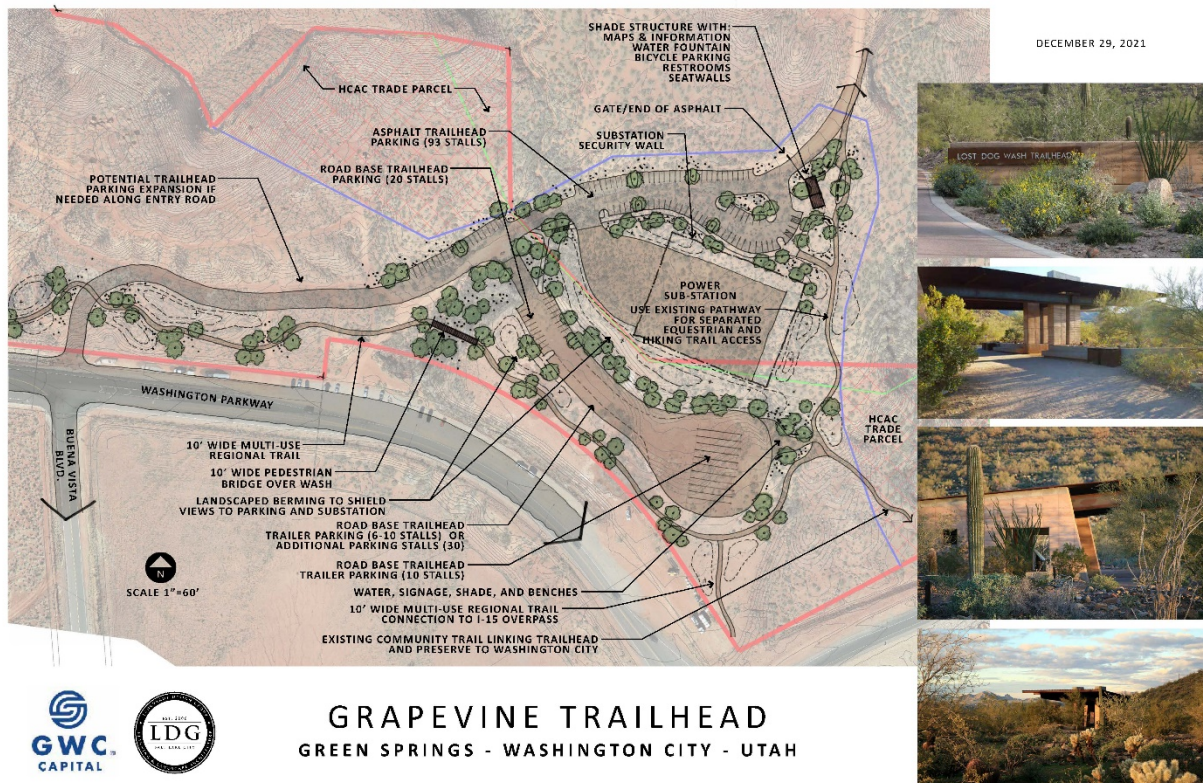 DECEMBER 29, 2021
SHADE STRUCTURE WITH:
MAPS & INFORMATION
WATER FOUNTAIN
BICYCLE PARKING
RESTROOMS
SEATWALLS
HCAC TRADE PARCEL
GATE/END OF ASPHALT
ASPHALT TRAILHEAD
PARKING (93 STALLS)
SUBSTATION
SECURITY WALL
ROAD BASE TRAILHEAD
PARKING (20 STALLS)
POTENTIAL TRAILHEAD
PARKING EXPANSION IF
NEEDED ALONG ENTRY ROAD
LOST DOG WASH TRAILHEAD
POWER
SUB-STATION
USE EXISTING PATHWAY
FOR SEPARATED
EQUESTRIAN AND
HIKING TRAIL ACCESS
WASHINGTON PARKWAY
BUENA VISTA
BLVD.
HCAC
TRADE
PARCEL
10' WIDE MULTI-USE
REGIONAL TRAIL
10' WIDE PEDESTRIAN
BRIDGE OVER WASH
LANDSCAPED BERMING TO SHIELD
VIEWS TO PARKING AND SUBSTATION
ROAD BASE TRAILHEAD
TRAILER PARKING (6-10 STALLS) OR
ADDITIONAL PARKING STALLS (30)
ROAD BASE TRAILHEAD
TRAILER PARKING (10 STALLS)
WATER, SIGNAGE, SHADE, AND BENCHES
10' WIDE MULTI-USE REGIONAL TRAIL
CONNECTION TO I-15 OVERPASS
EXISTING COMMUNITY TRAIL LINKING TRAILHEAD
AND PRESERVE TO WASHINGTON CITY
N
SCALE 1"=60'
GWC
CAPITAL
LDG
GRAPEVINE TRAILHEAD
GREEN SPRINGS - WASHINGTON CITY - UTAH